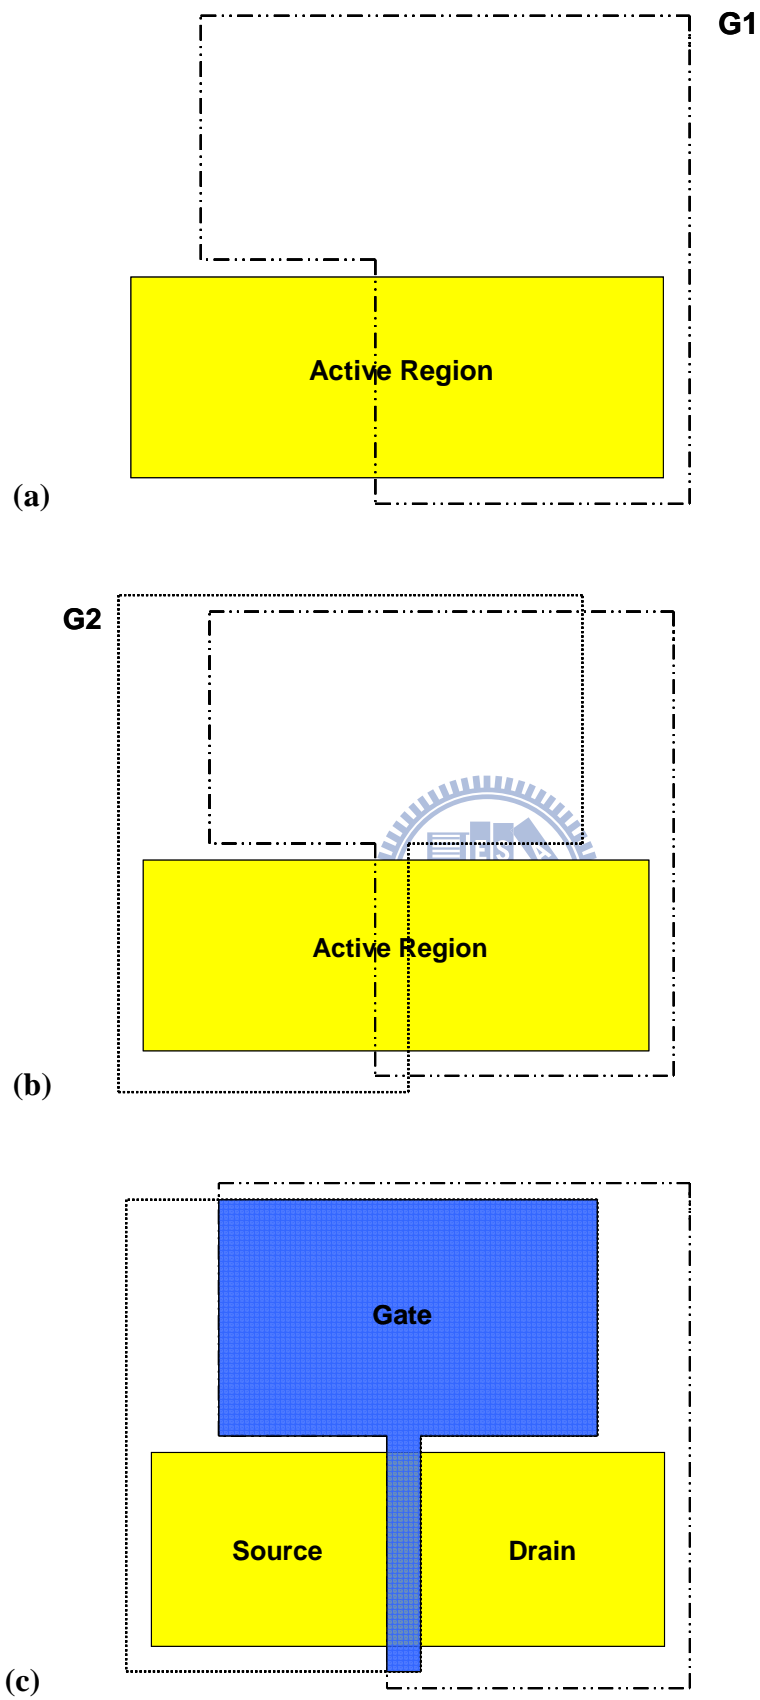 G1
Active Region
(a)
G2
E S A
Active Region
(b)
Gate
Source
Drain
(c)